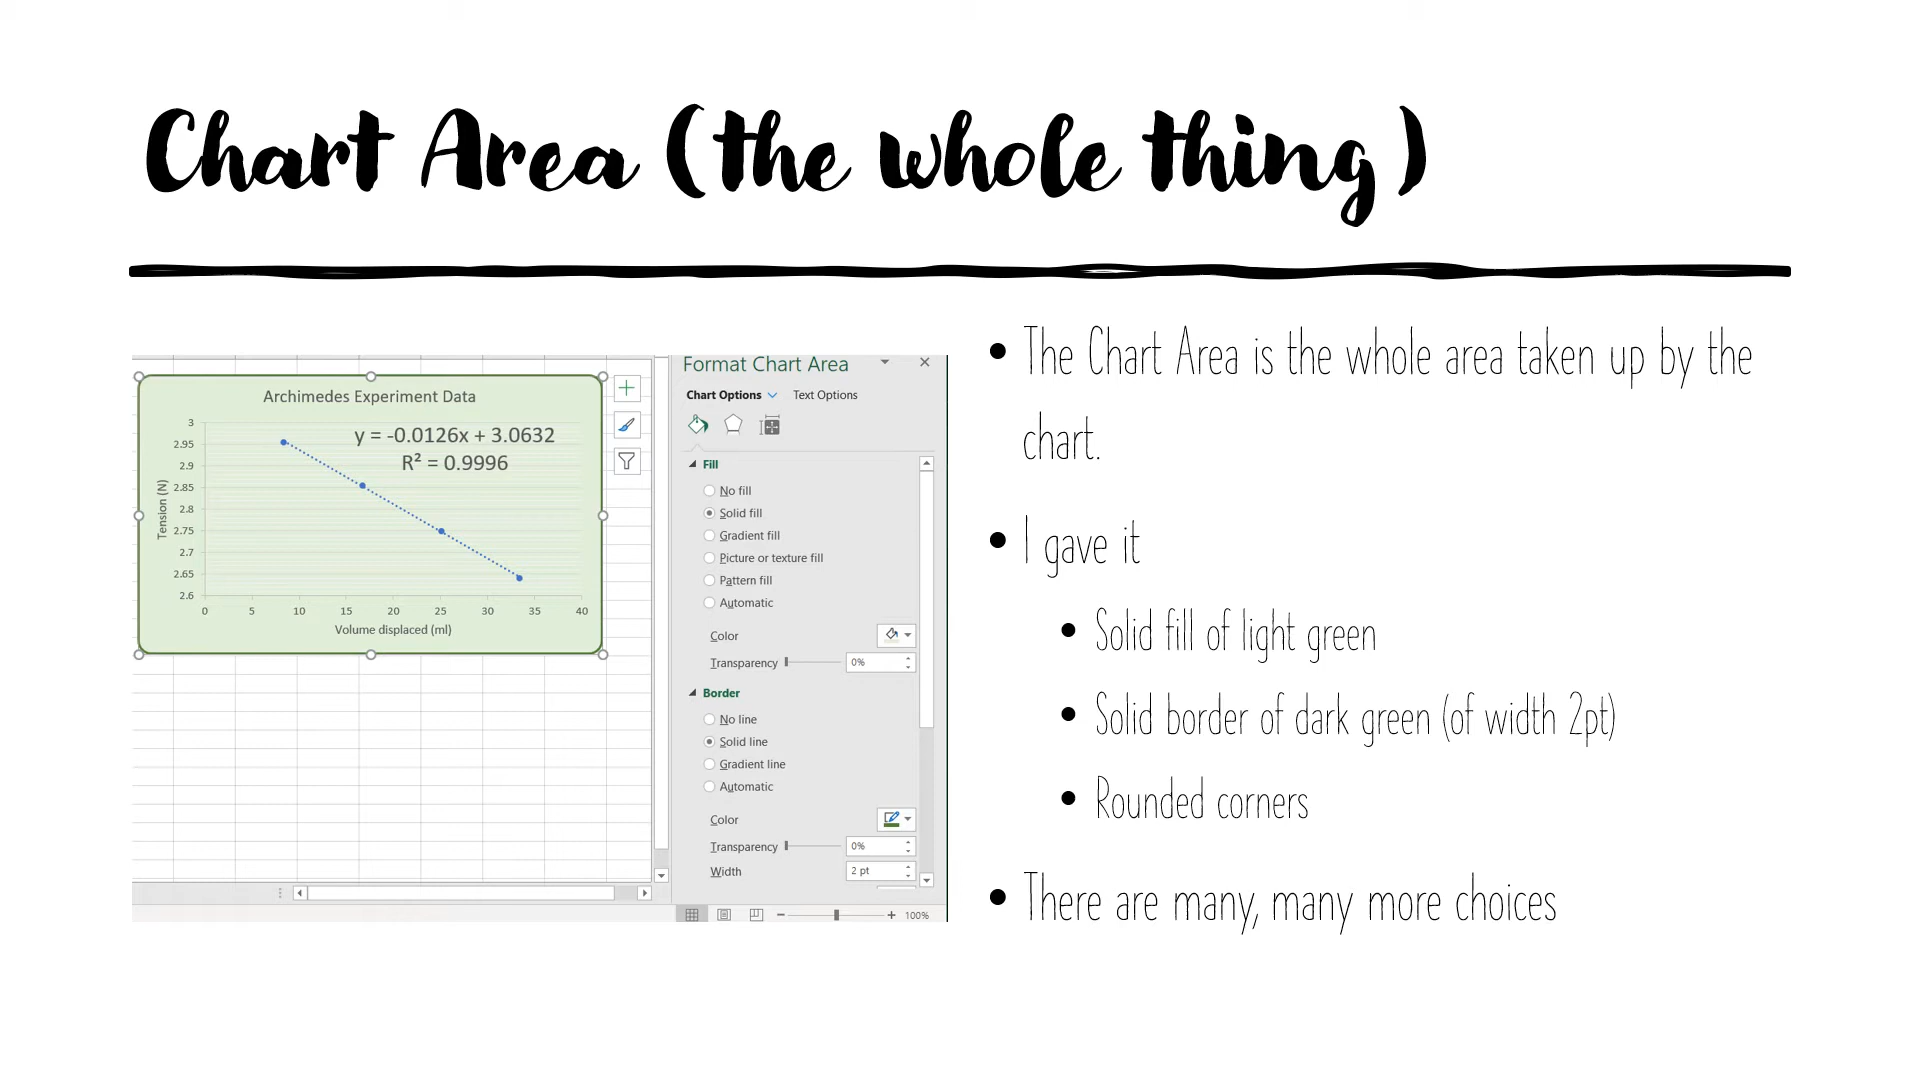 Chart Area (the whole thing)
Archimedes Experiment Data
y = -0.0126x + 3.0632
R² = 0.9996
3
2.95
2.9
2.85
2.8
2.75
2.7
2.65
2.6
Tension (N)
0 5 10 15 20 25 30 35 40
Volume displaced (ml)
Format Chart Area
Chart Options Text Options
Fill
No fill
Solid fill
Gradient fill
Picture or texture fill
Pattern fill
Automatic
Color
Transparency 0%
Border
No line
Solid line
Gradient line
Automatic
Color
Transparency 0%
Width 2 pt
100%
• The Chart Area is the whole area taken up by the
chart.
• I gave it
• Solid fill of light green
• Solid border of dark green (of width 2pt)
• Rounded corners
• There are many, many more choices